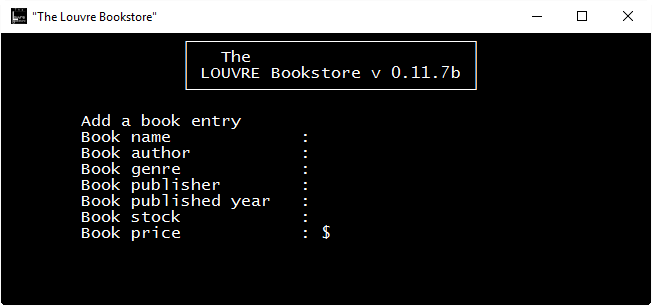 "The Louvre Bookstore"
The
LOUVRE Bookstore v 0.11.7b
Add a book entry
Book name :
Book author :
Book genre :
Book publisher :
Book published year :
Book stock :
Book price : $